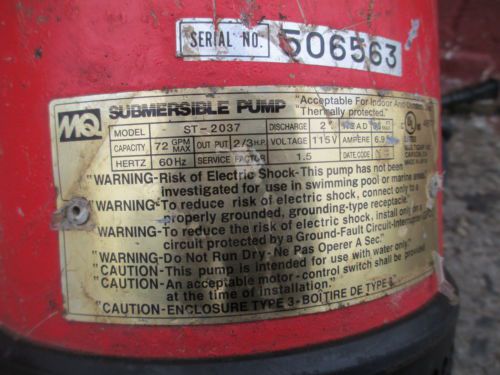 SERIAL NO. 506563
MQ SUBMERSIBLE PUMP
"Acceptable For Indoor And
"Thermally protected."
MODEL ST-2037 DISCHARGE 2" HEAD
CAPACITY 72 GPM MAX OUT PUT 2/3 H.P. VOLTAGE 115V AMPERE 6.9
HERTZ 60Hz SERVICE FACTOR 1.5 DATE CODE
"WARNING-Risk of Electric Shock-This pump has not been
investigated for use in swimming pool or marine areas."
"WARNING-To reduce risk of electric shock, connect only to
properly grounded, grounding-type receptacle."
"WARNING-To reduce the risk of electric shock, install only on
circuit protected by a Ground-Fault Circuit-Interrupter
"WARNING-Do Not Run Dry-Ne Pas Operer A Sec."
"CAUTION-This pump is intended for use with water only."
"CAUTION-An acceptable motor-control switch shall be provided
at the time of installation."
"CAUTION-ENCLOSURE TYPE 3-BOITIRE DE TYPE